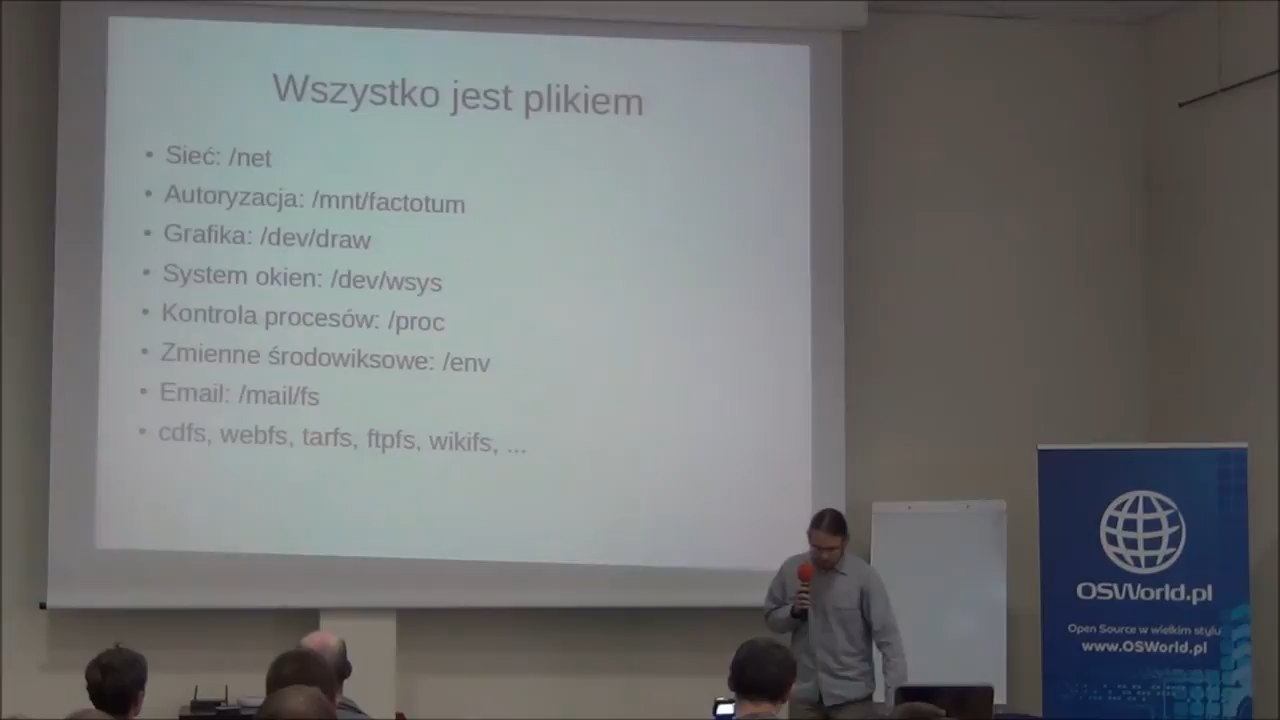 Wszystko jest plikiem
• Sieć: /net
• Autoryzacja: /mnt/factotum
• Grafika: /dev/draw
• System okien: /dev/wsys
• Kontrola procesów: /proc
• Zmienne środowiksowe: /env
• Email: /mail/fs
• cdfs, webfs, tarfs, ftpfs, wikifs, ...
OSWorld.pl
Open Source w wielkim stylu
www.OSWorld.pl